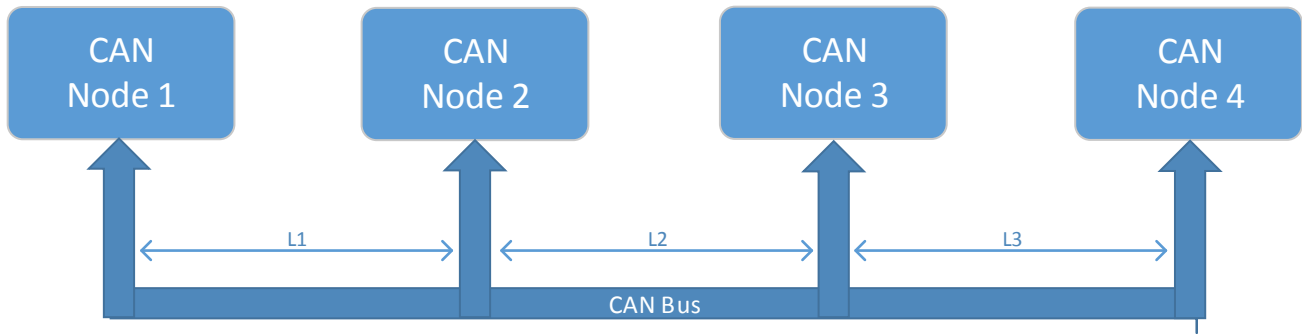 CAN
Node 1
CAN
Node 2
CAN
Node 3
CAN
Node 4
L1
L2
L3
CAN Bus